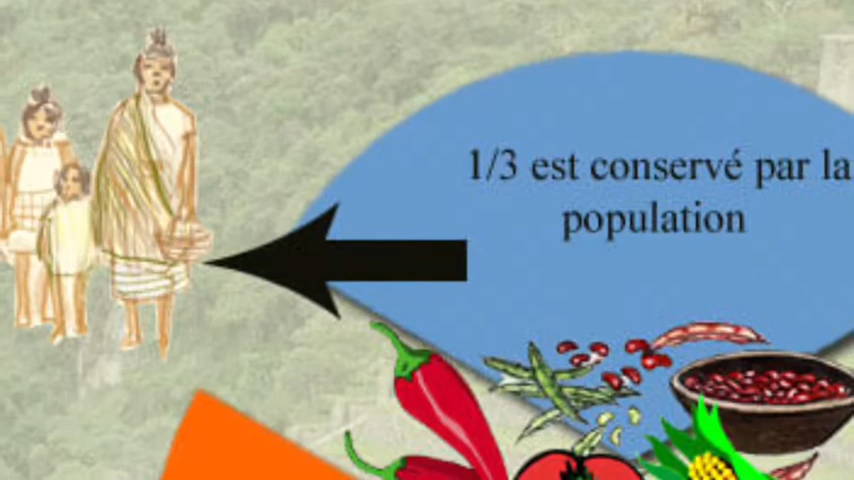 1/3 est conservé par la
population